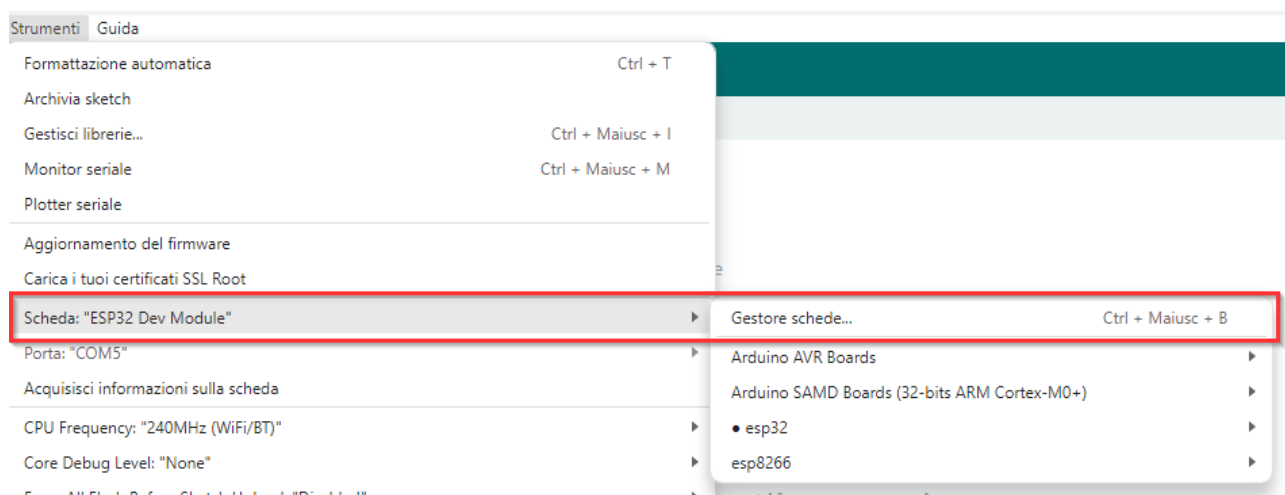 Strumenti Guida
Formattazione automatica Ctrl + T
Archivia sketch
Gestisci librerie... Ctrl + Maiusc + I
Monitor seriale Ctrl + Maiusc + M
Plotter seriale
Aggiornamento del firmware
Carica i tuoi certificati SSL Root
Scheda: "ESP32 Dev Module"
Porta: "COM5"
Acquisisci informazioni sulla scheda
CPU Frequency: "240MHz (WiFi/BT)"
Core Debug Level: "None"
Gestore schede... Ctrl + Maiusc + B
Arduino AVR Boards
Arduino SAMD Boards (32-bits ARM Cortex-M0+)
● esp32
esp8266